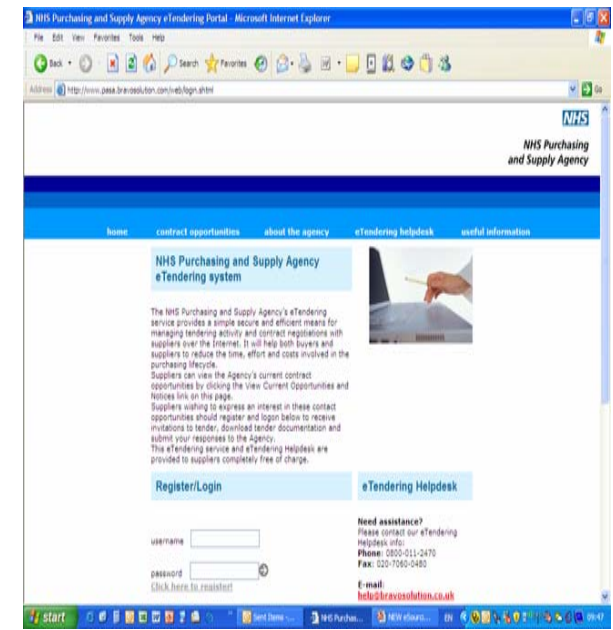 NHS Purchasing and Supply Agency eTendering Portal - Microsoft Internet Explorer
File Edit View Favorites Tools Help
Back Search Favorites
Address http://www.pasa.bravosolution.com/web/login.shtml Go
NHS
NHS Purchasing
and Supply Agency
home contract opportunities about the agency eTendering helpdesk useful information
NHS Purchasing and Supply Agency
eTendering system
The NHS Purchasing and Supply Agency's eTendering
service provides a simple secure and efficient means for
managing tendering activity and contract negotiations with
suppliers over the Internet. It will help both buyers and
suppliers to reduce the time, effort and costs involved in the
purchasing lifecycle.
Suppliers can view the Agency's current contract
opportunities by clicking the View Current Opportunities and
Notices link on this page.
Suppliers wishing to express an interest in these contact
opportunities should register and logon below to receive
invitations to tender, download tender documentation and
submit your responses to the Agency.
This eTendering service and eTendering Helpdesk are
provided to suppliers completely free of charge.
Register/Login
username
password
Click here to register!
eTendering Helpdesk
Need assistance?
Please contact our eTendering
Helpdesk info:
Phone: 0800-011-2470
Fax: 020-7060-0480
E-mail:
help@bravosolution.co.uk
start Sent Items -... NHS Purchas... NEW eSourc... EN 09:47